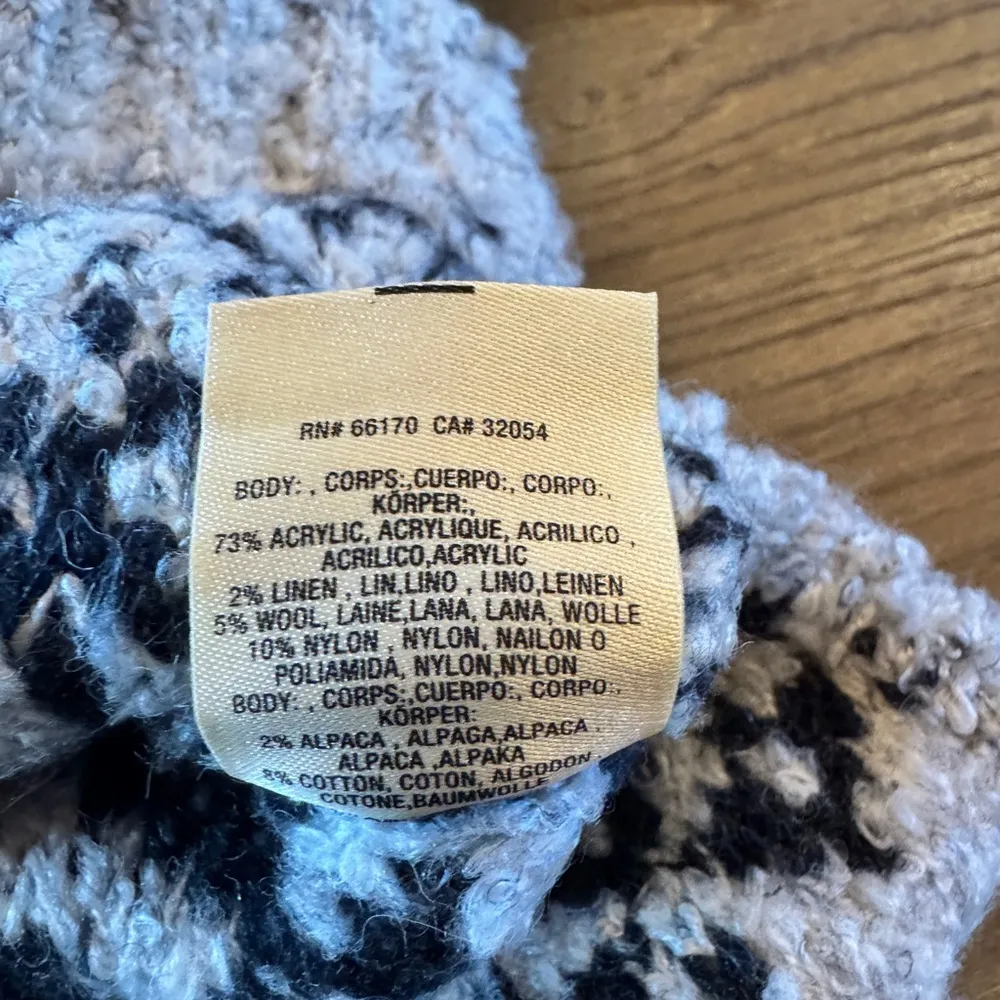 RN# 66170 CA# 32054
BODY: , CORPS:,CUERPO:, CORPO:,
KÖRPER:,
73% ACRYLIC, ACRYLIQUE, ACRILICO ,
ACRILICO,ACRYLIC
2% LINEN , LIN,LINO , LINO,LEINEN
5% WOOL, LAINE,LANA, LANA, WOLLE
10% NYLON , NYLON, NAILON O
POLIAMIDA, NYLON,NYLON
BODY: , CORPS:,CUERPO:, CORPO:,
KÖRPER:
2% ALPACA , ALPAGA,ALPACA ,
ALPACA ,ALPAKA
8% COTTON, COTON, ALGODON
COTONE,BAUMWOLLE